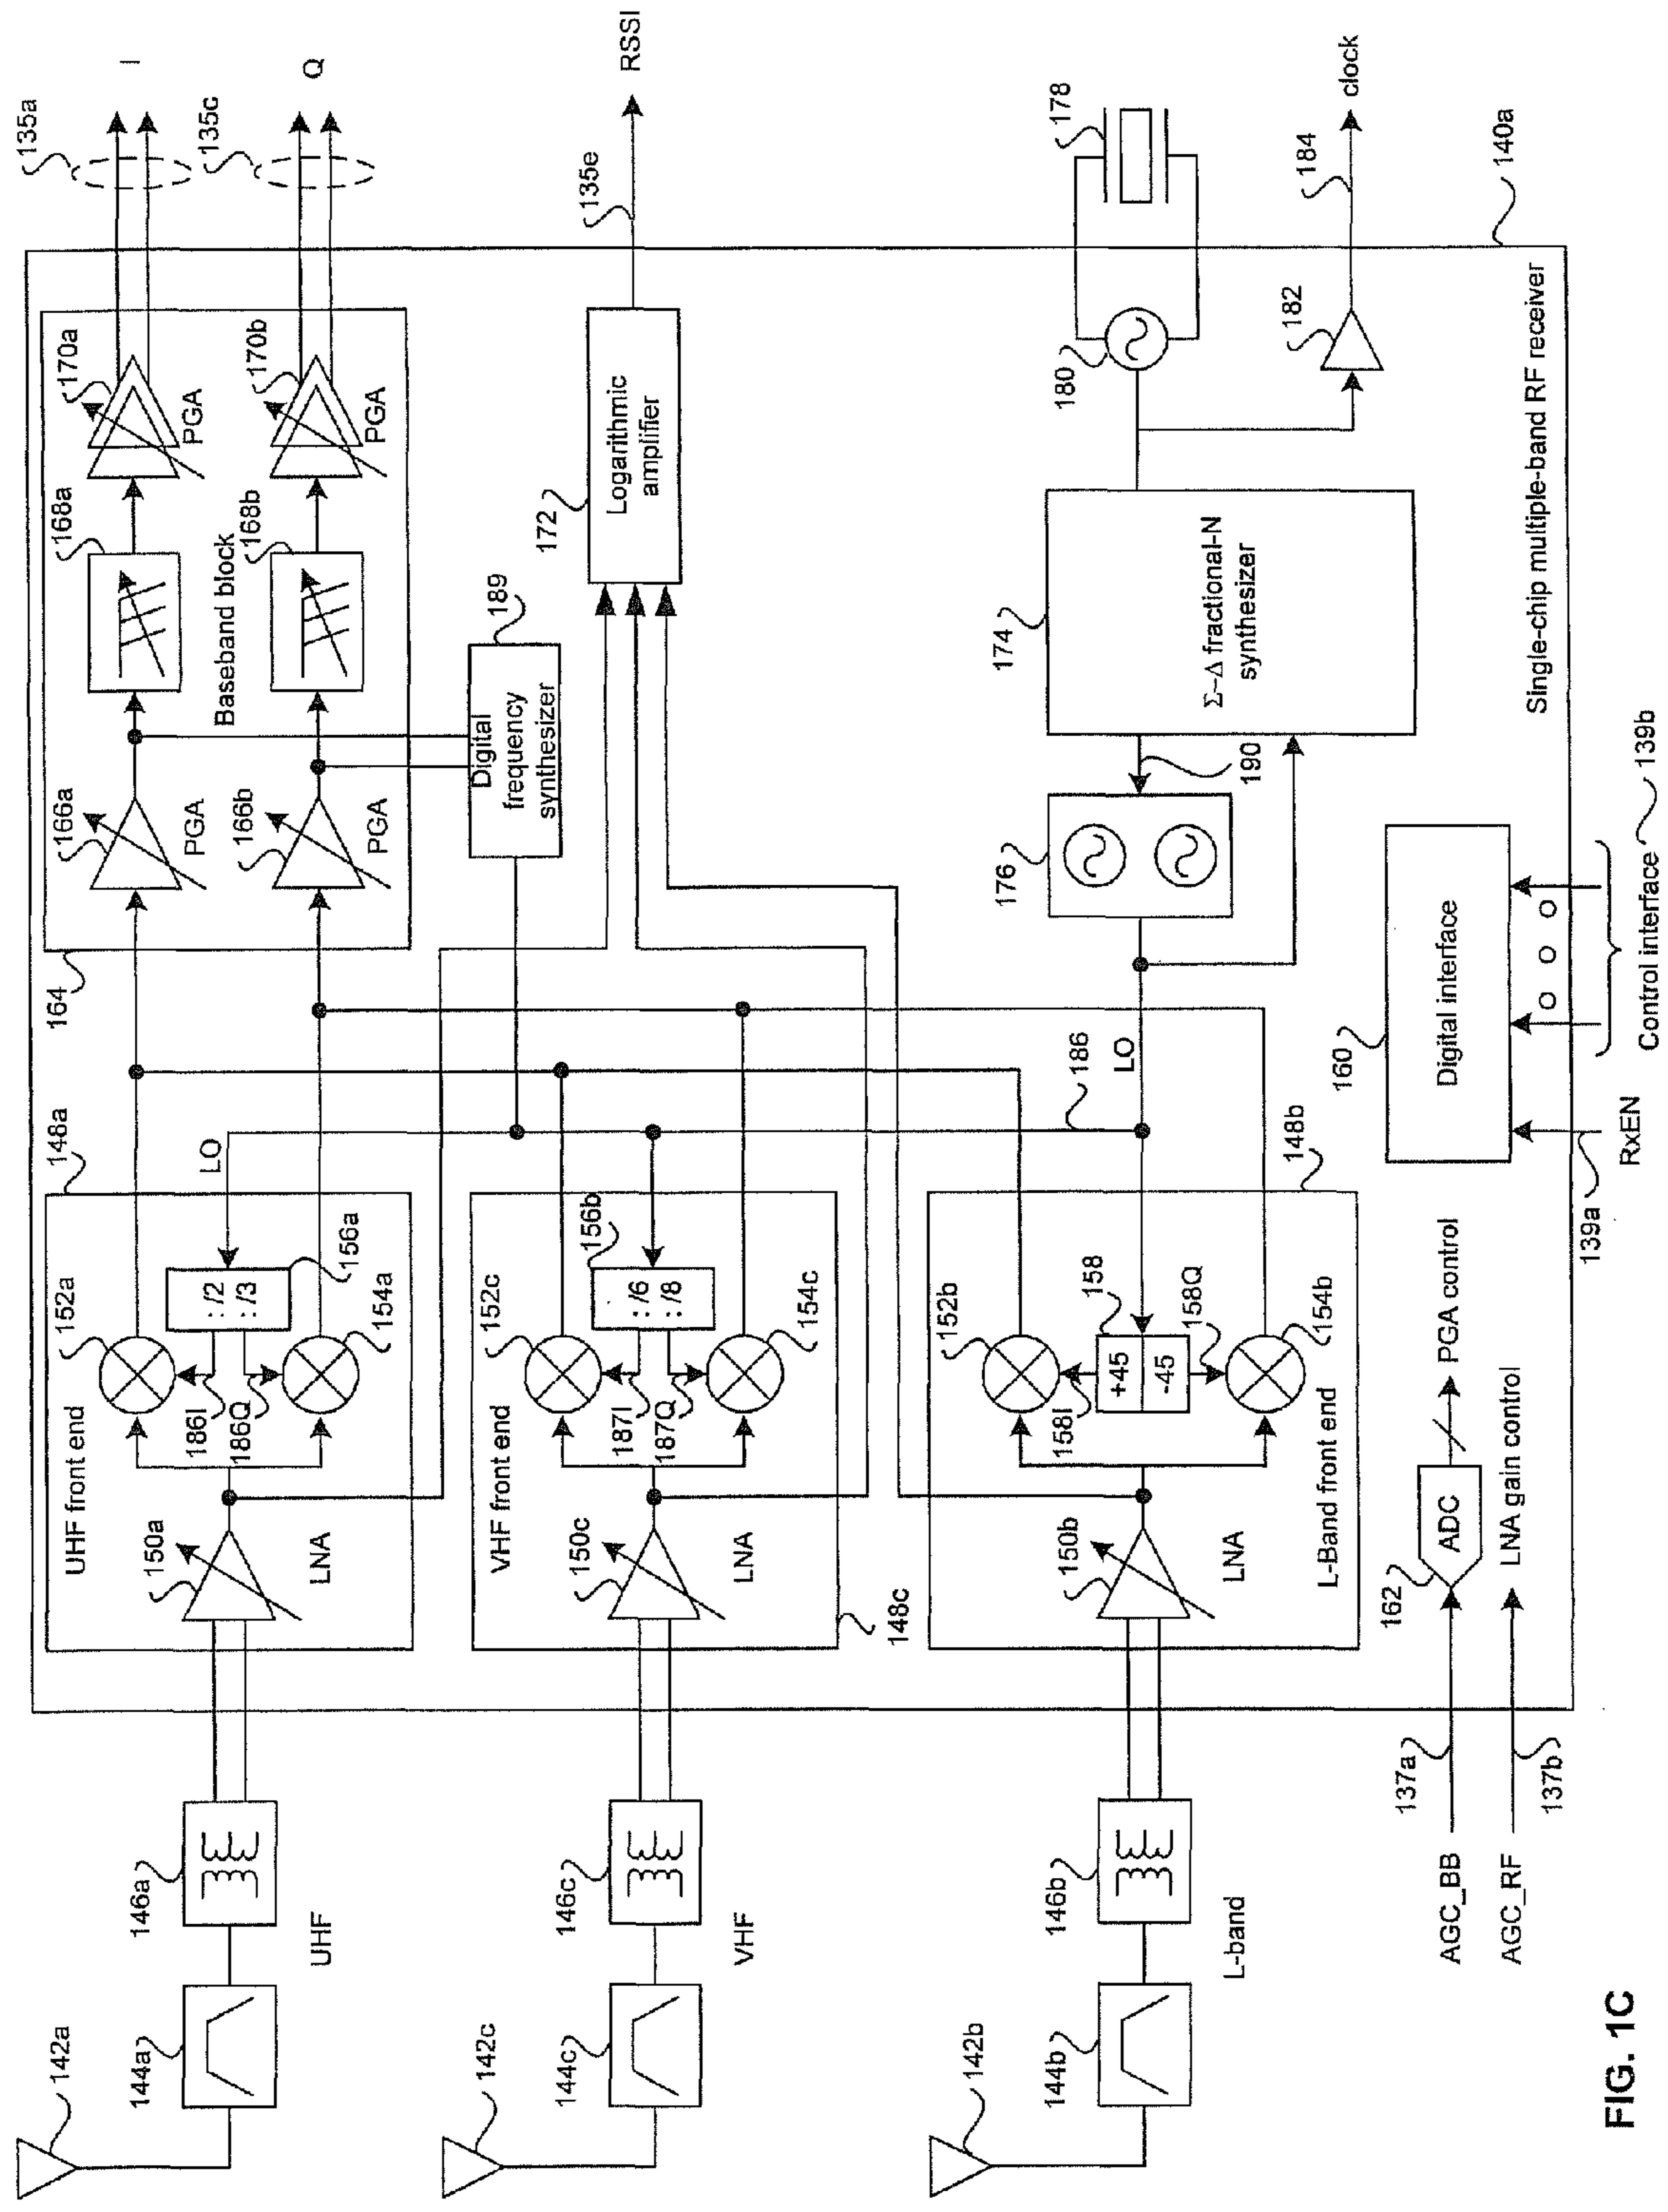 142a
144a
146a
UHF
148a
UHF front end
150a
LNA
152a
186I
186Q
: /2
: /3
156a
154a
LO
164
166a
PGA
166b
PGA
168a
Baseband block
168b
170a
PGA
170b
PGA
135a
I
135c
Q
142c
144c
146c
VHF
148c
VHF front end
150c
LNA
152c
187I
187Q
: /6
: /8
156b
154c
Digital
frequency
synthesizer
189
172
Logarithmic
amplifier
135e
RSSI
142b
144b
146b
L-band
148b
L-Band front end
150b
LNA
152b
158I
+45
-45
158
158Q
154b
186
LO
176
190
174
Σ–Δ fractional-N
synthesizer
180
178
182
184
clock
AGC_BB
137a
162
ADC
PGA control
AGC_RF
137b
LNA gain control
160
Digital interface
139a
RxEN
Control interface
139b
Single-chip multiple-band RF receiver
140a
FIG. 1C